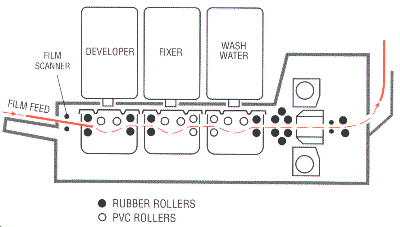 DEVELOPER
FIXER
WASH
WATER
FILM
SCANNER
FILM FEED
RUBBER ROLLERS
PVC ROLLERS